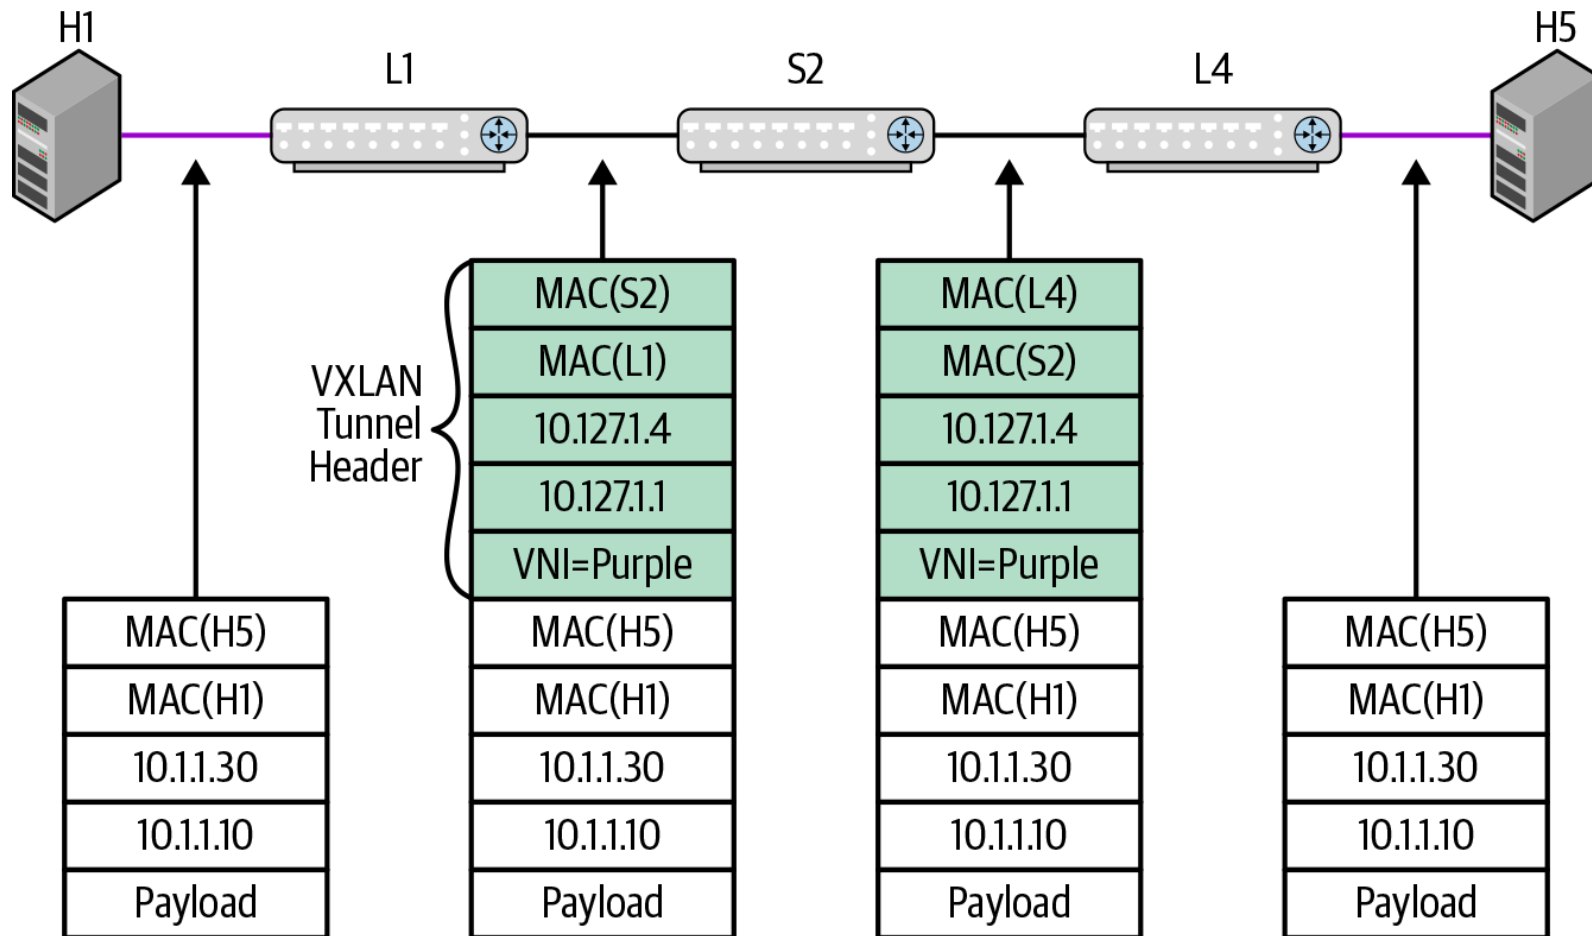 H1
L1
S2
L4
H5
VXLAN
Tunnel
Header
MAC(H5)
MAC(H1)
10.1.1.30
10.1.1.10
Payload
MAC(S2)
MAC(L1)
10.127.1.4
10.127.1.1
VNI=Purple
MAC(H5)
MAC(H1)
10.1.1.30
10.1.1.10
Payload
MAC(L4)
MAC(S2)
10.127.1.4
10.127.1.1
VNI=Purple
MAC(H5)
MAC(H1)
10.1.1.30
10.1.1.10
Payload
MAC(H5)
MAC(H1)
10.1.1.30
10.1.1.10
Payload